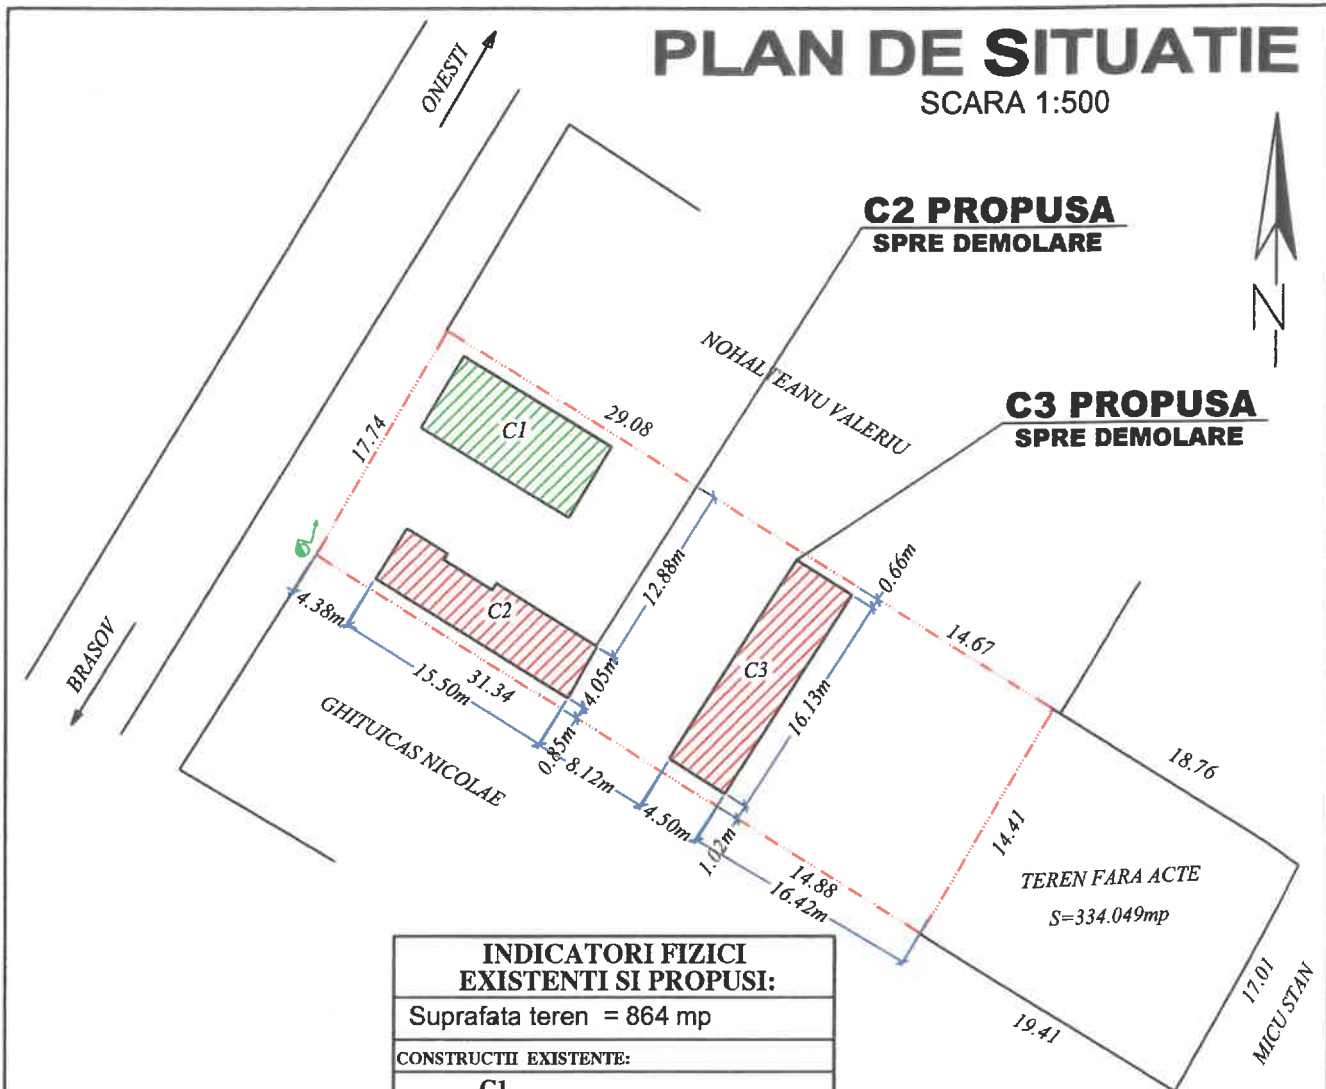 PLAN DE SITUATIE
SCARA 1:500
ONESTI
C2 PROPUSA
SPRE DEMOLARE
N
NOHALTEANU VALERIU
C3 PROPUSA
SPRE DEMOLARE
17.74
C1
29.08
12.88m
0.66m
C2
4.38m
14.67
BRASOV
15.50m
31.34
4.05m
C3
16.13m
GHITUICAS NICOLAE
0.85m
8.12m
4.50m
1.02m
14.88
16.42m
14.41
18.76
TEREN FARA ACTE
S=334.049mp
17.01
MICU STAN
19.41
INDICATORI FIZICI
EXISTENTI SI PROPUSI:
Suprafata teren = 864 mp
CONSTRUCTII EXISTENTE:
C1